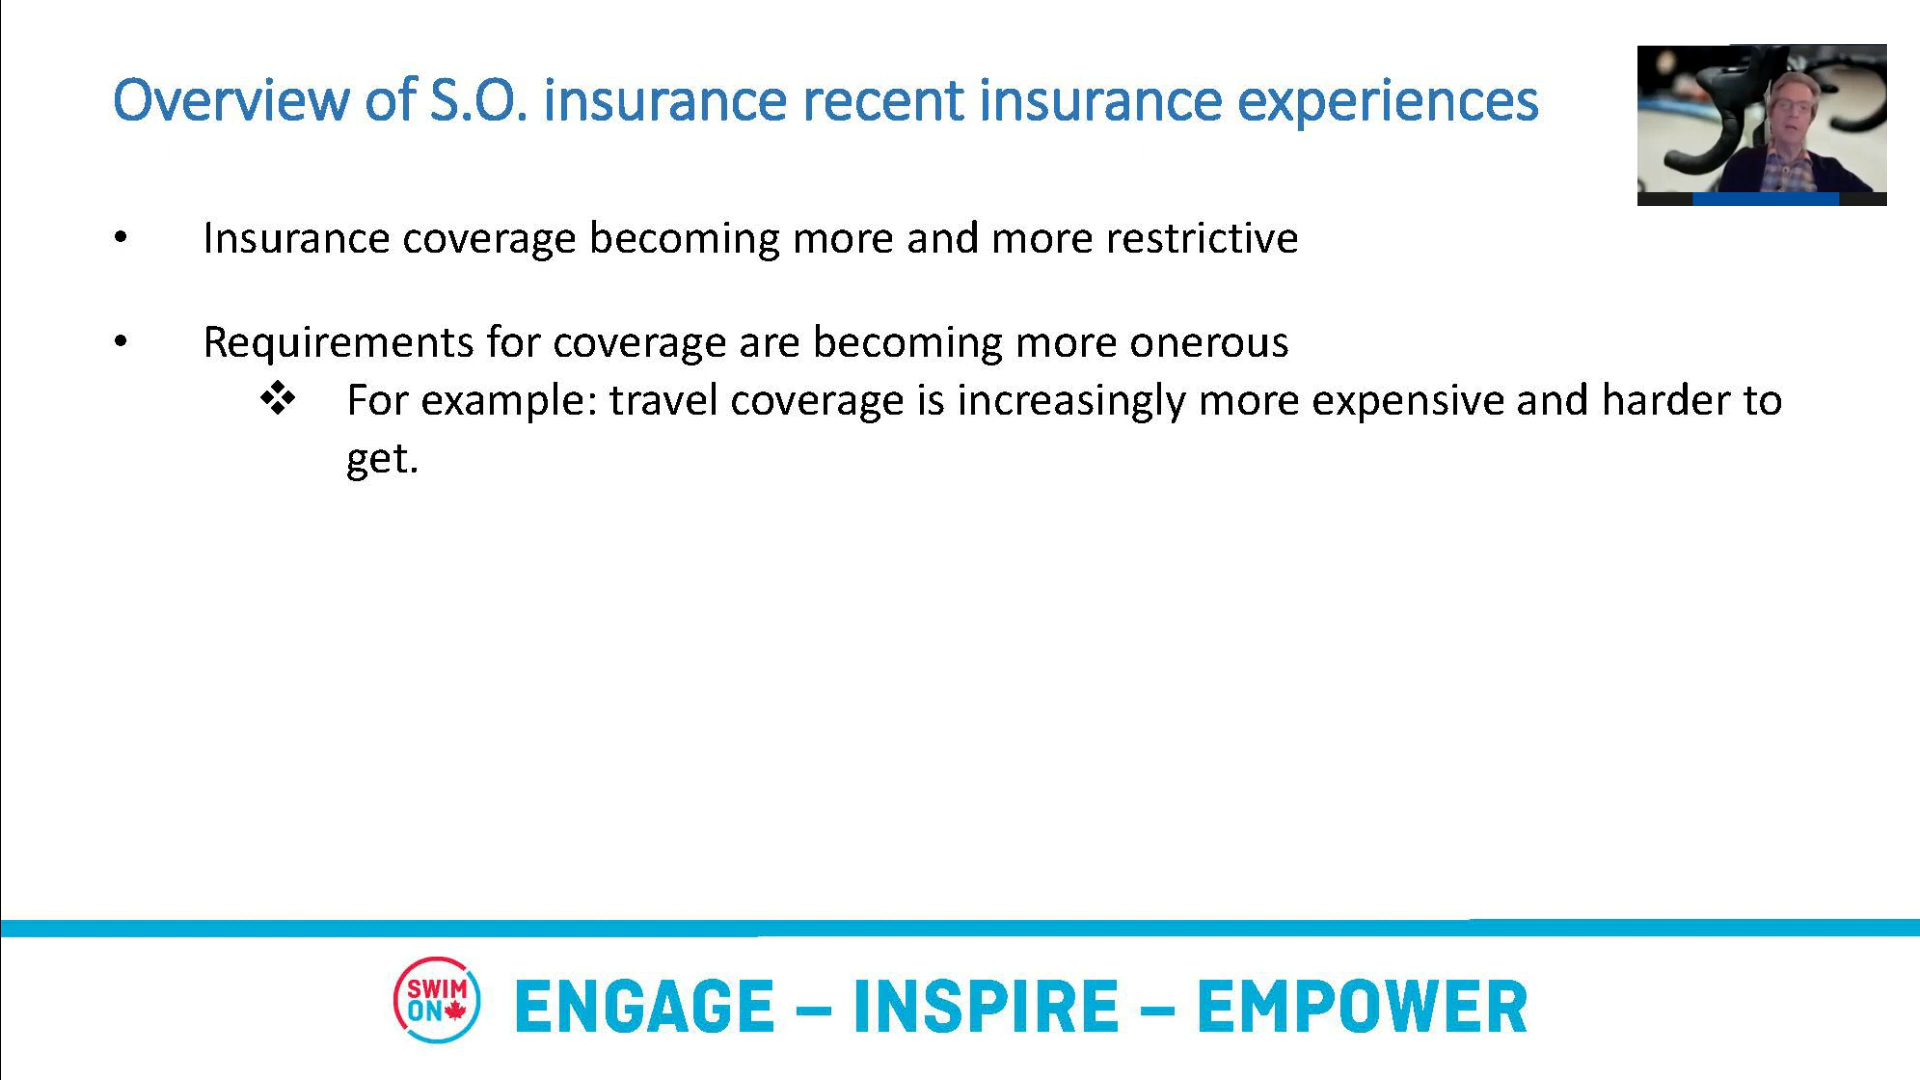 Overview of S.O. insurance recent insurance experiences
• Insurance coverage becoming more and more restrictive
• Requirements for coverage are becoming more onerous
❖ For example: travel coverage is increasingly more expensive and harder to
get.
SWIM
ON
ENGAGE – INSPIRE – EMPOWER